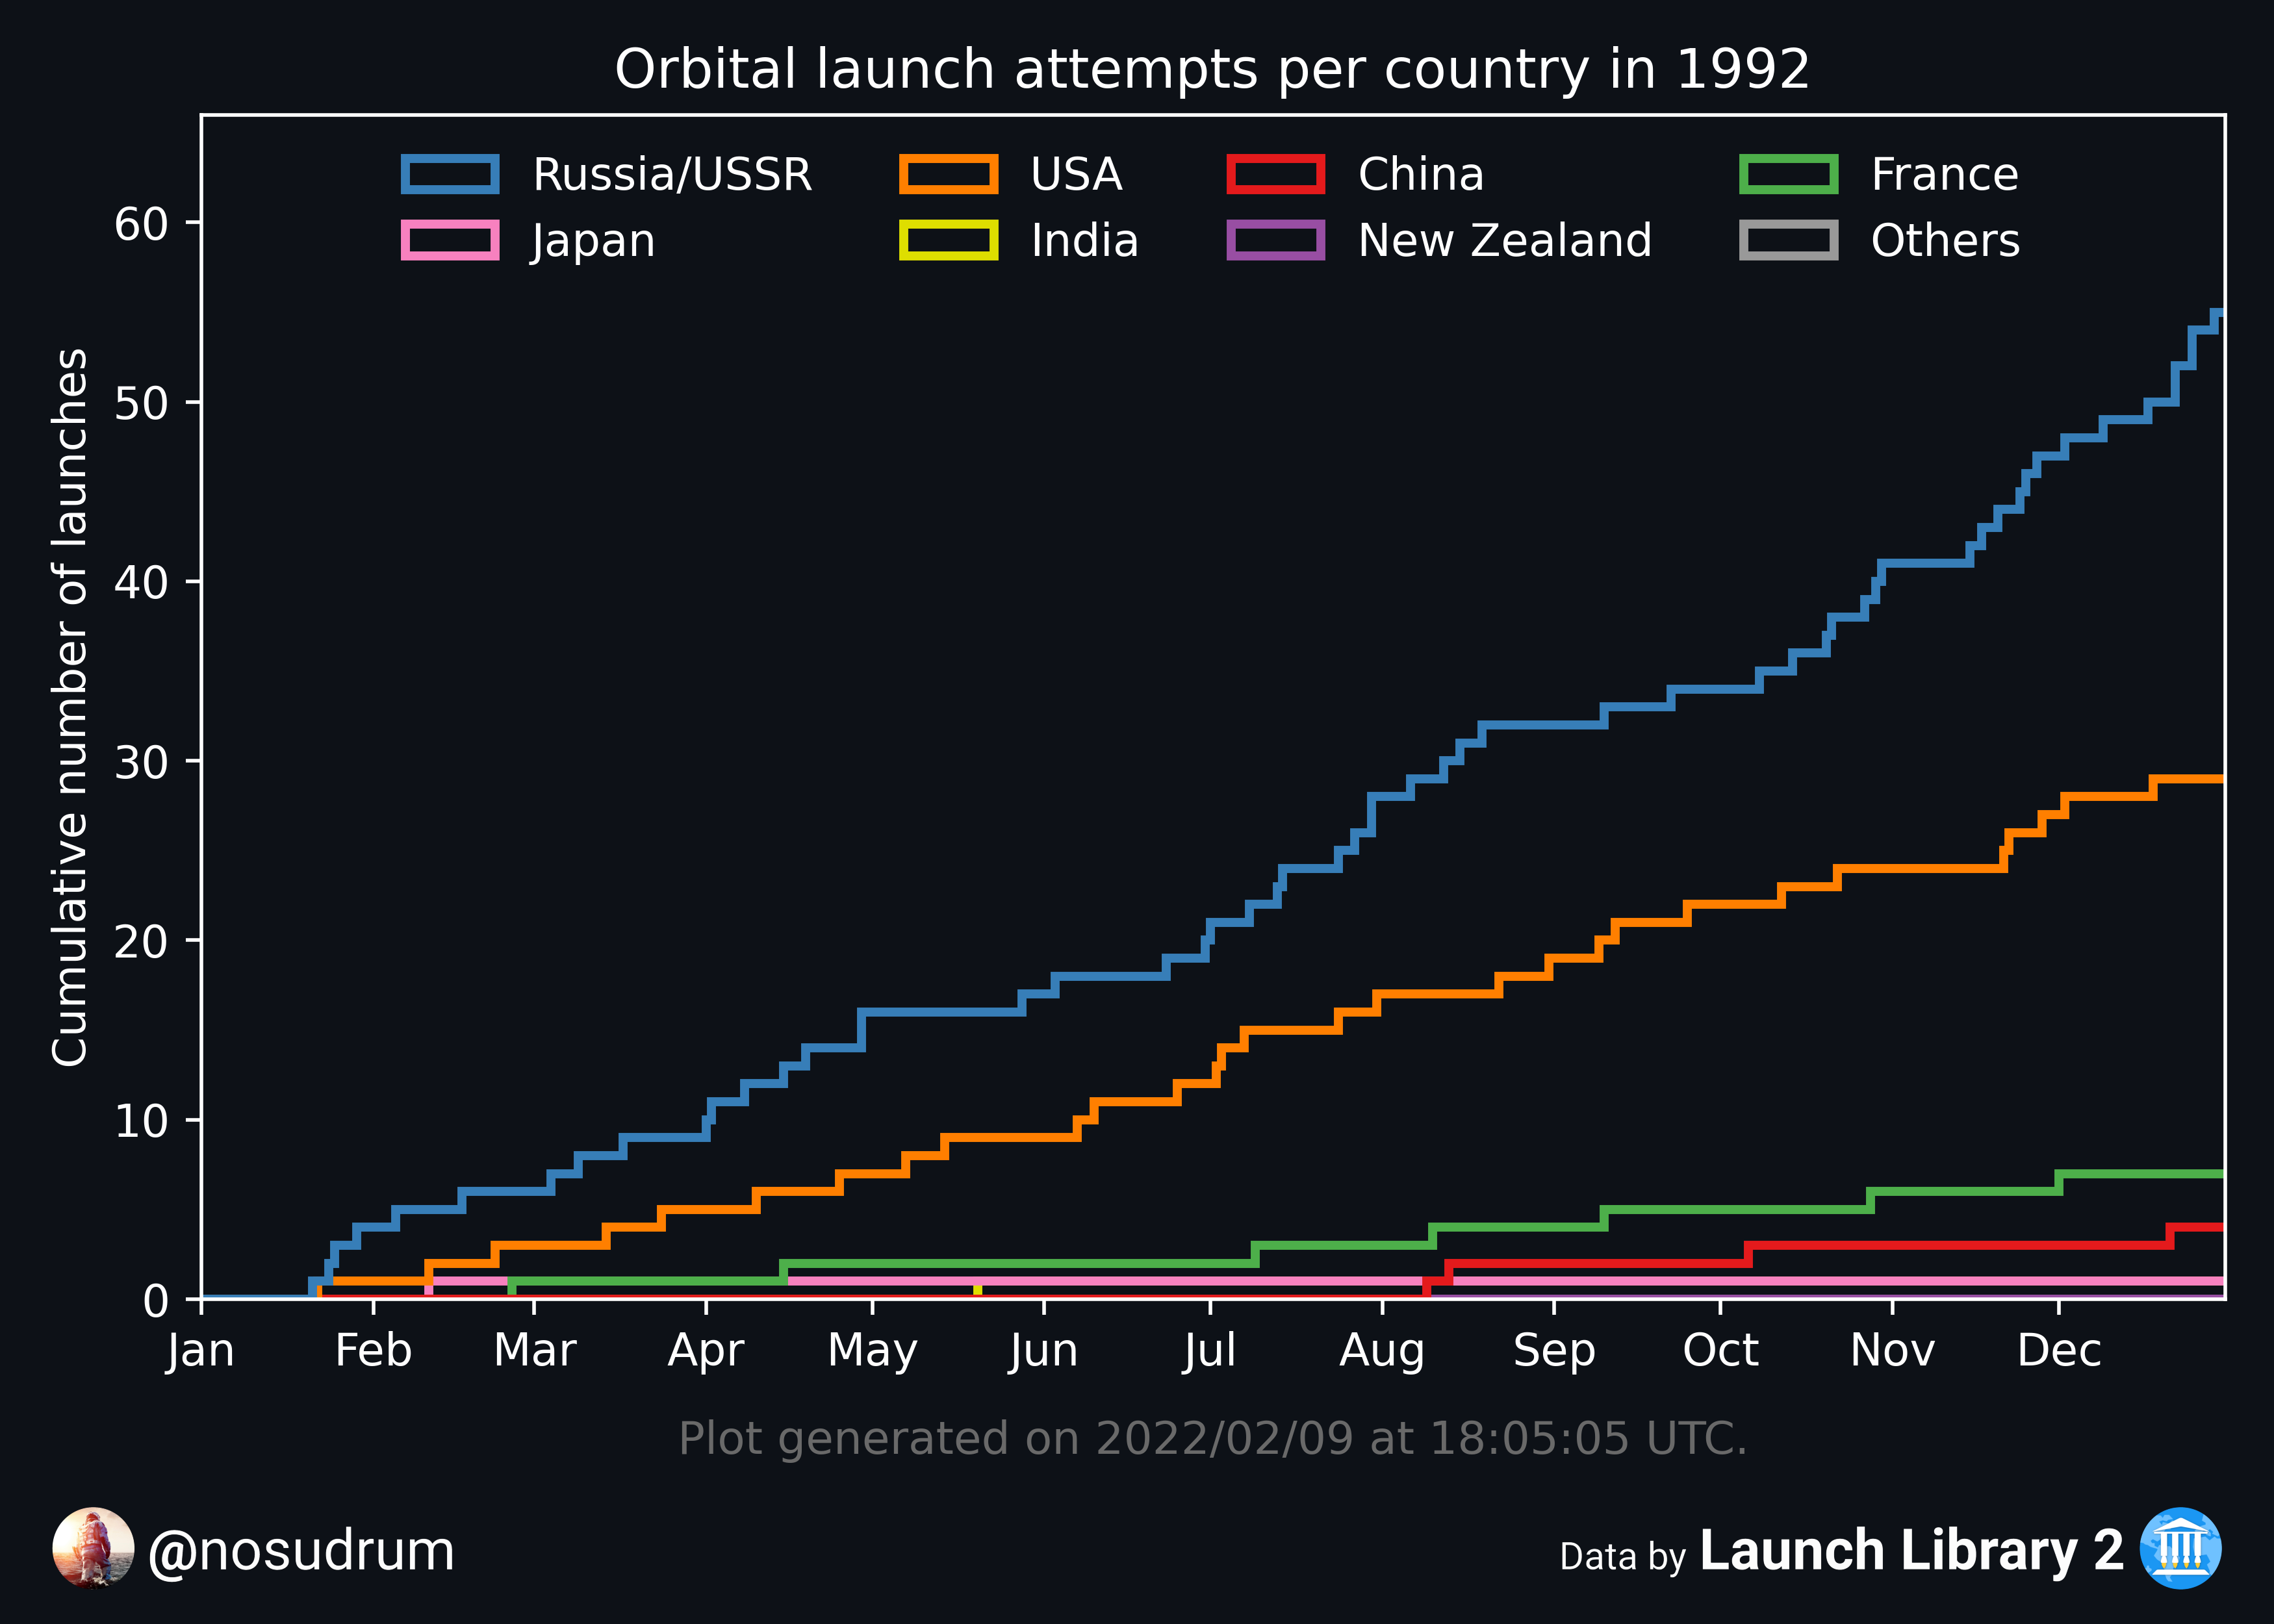 Orbital launch attempts per country in 1992
Russia/USSR USA China France
Japan India New Zealand Others
Cumulative number of launches
60
50
40
30
20
10
0
Jan Feb Mar Apr May Jun Jul Aug Sep Oct Nov Dec
Plot generated on 2022/02/09 at 18:05:05 UTC.
@nosudrum
Data by Launch Library 2